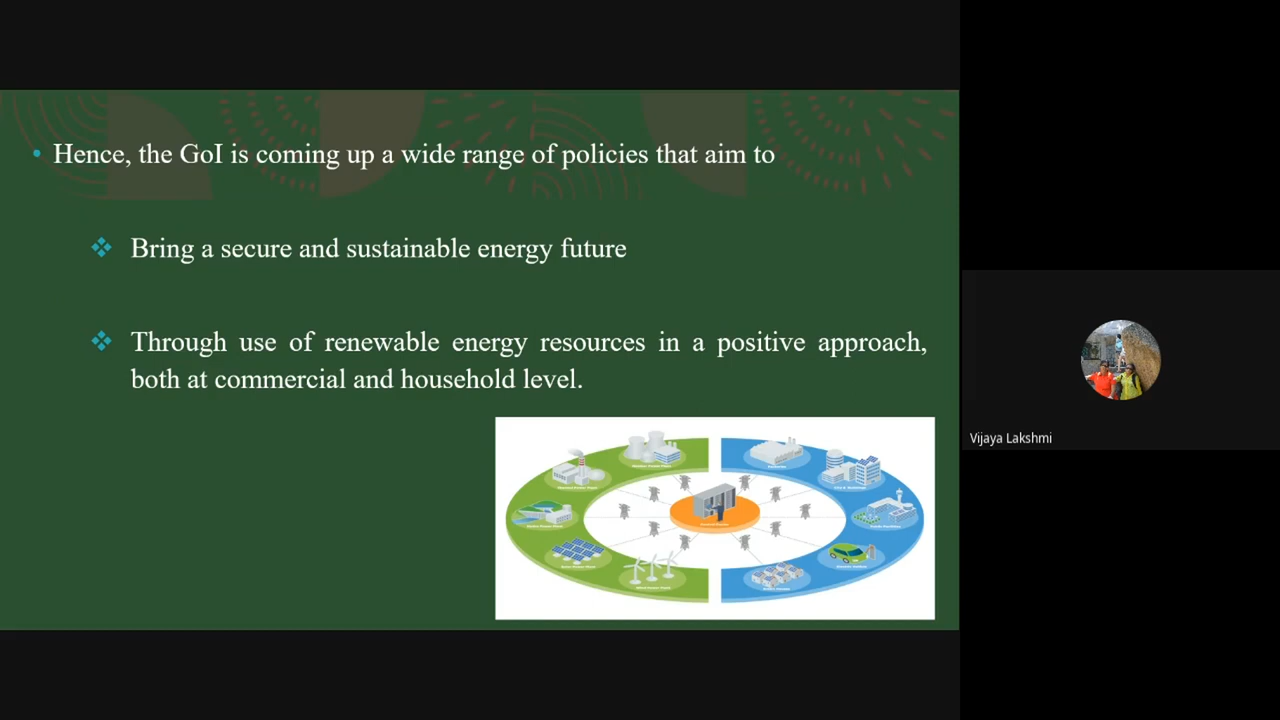 Hence, the GoI is coming up a wide range of policies that aim to
Bring a secure and sustainable energy future
Through use of renewable energy resources in a positive approach,
both at commercial and household level.
Vijaya Lakshmi